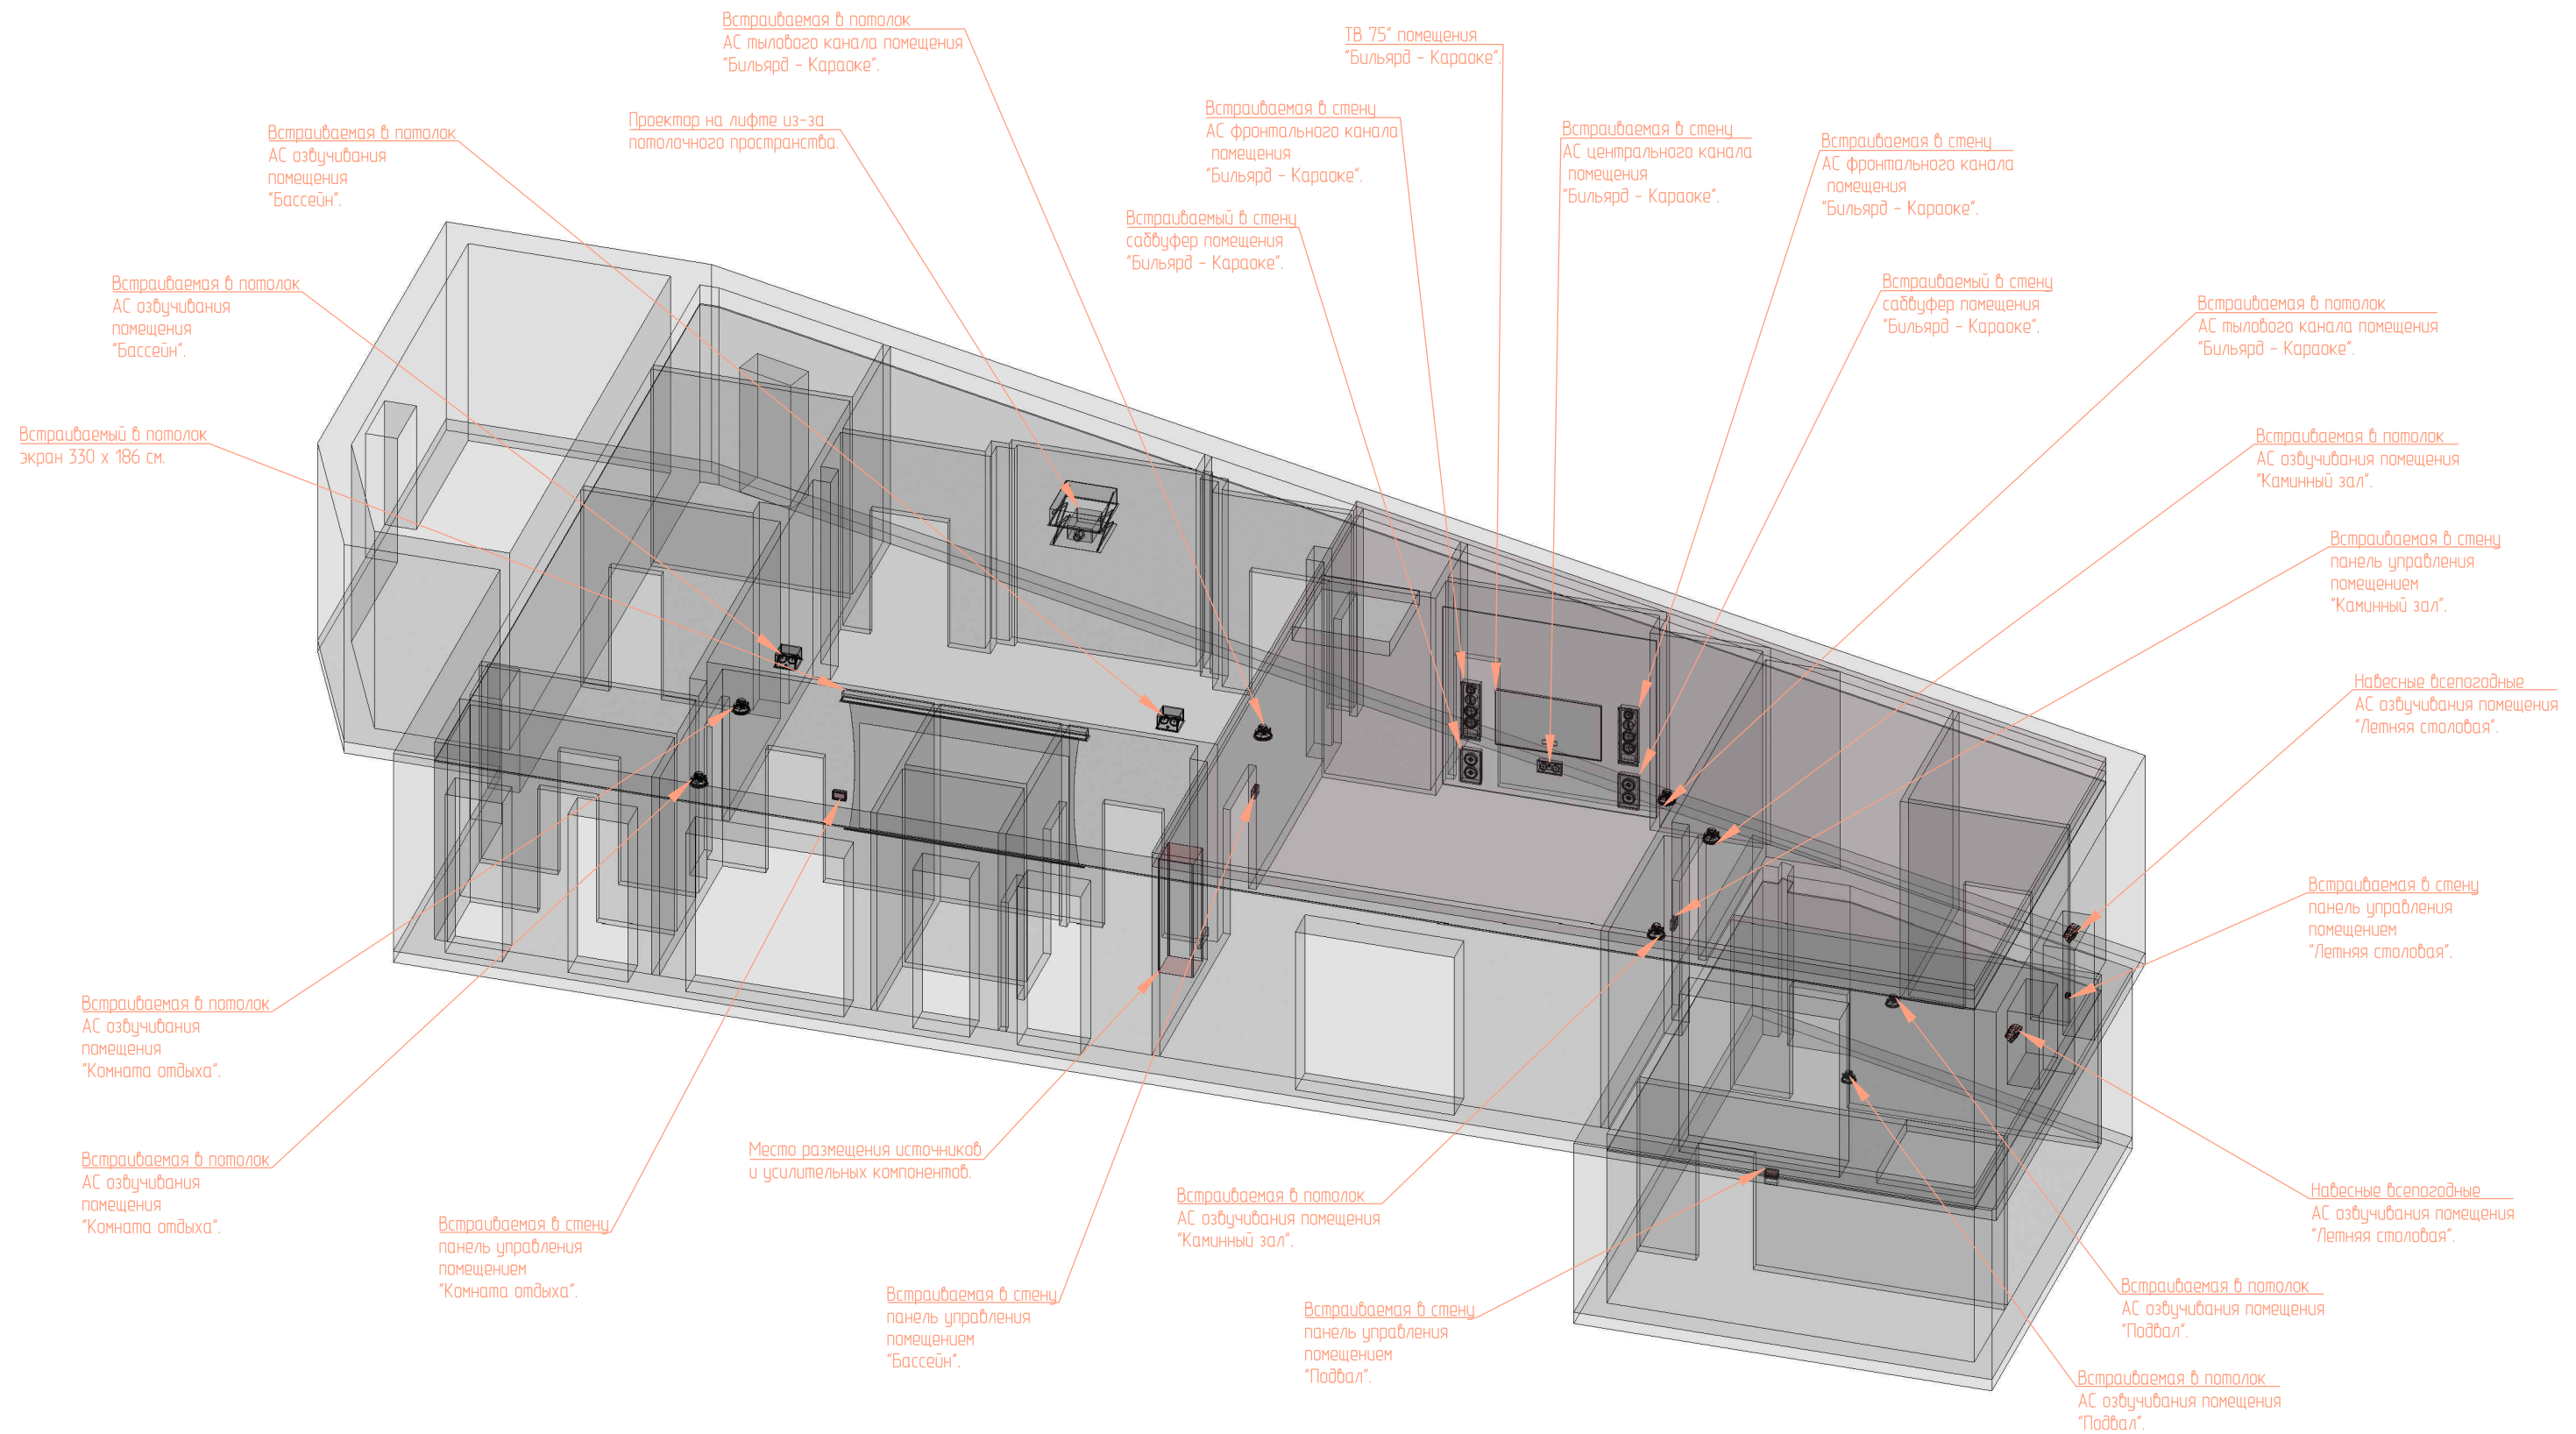 Встраиваемая в потолок
АС тылового канала помещения
"Бильярд - Караоке".
ТВ 75" помещения
"Бильярд - Караоке".
Встраиваемая в стену
АС фронтального канала
помещения
"Бильярд - Караоке".
Проектор на лифте из-за
потолочного пространства.
Встраиваемая в потолок
АС озвучивания
помещения
"Бассейн".
Встраиваемая в стену
АС центрального канала
помещения
"Бильярд - Караоке".
Встраиваемая в стену
АС фронтального канала
помещения
"Бильярд - Караоке".
Встраиваемый в стену
сабвуфер помещения
"Бильярд - Караоке".
Встраиваемая в потолок
АС озвучивания
помещения
"Бассейн".
Встраиваемый в стену
сабвуфер помещения
"Бильярд - Караоке".
Встраиваемая в потолок
АС тылового канала помещения
"Бильярд - Караоке".
Встраиваемый в потолок
экран 330 х 186 см.
Встраиваемая в потолок
АС озвучивания помещения
"Каминный зал".
Встраиваемая в стену
панель управления
помещением
"Каминный зал".
Навесные всепогодные
АС озвучивания помещения
"Летняя столовая".
Встраиваемая в стену
панель управления
помещением
"Летняя столовая".
Встраиваемая в потолок
АС озвучивания
помещения
"Комната отдыха".
Встраиваемая в потолок
АС озвучивания
помещения
"Комната отдыха".
Место размещения источников
и усилительных компонентов.
Встраиваемая в потолок
АС озвучивания помещения
"Каминный зал".
Навесные всепогодные
АС озвучивания помещения
"Летняя столовая".
Встраиваемая в стену
панель управления
помещением
"Комната отдыха".
Встраиваемая в стену
панель управления
помещением
"Бассейн".
Встраиваемая в стену
панель управления
помещением
"Подвал".
Встраиваемая в потолок
АС озвучивания помещения
"Подвал".
Встраиваемая в потолок
АС озвучивания помещения
"Подвал".